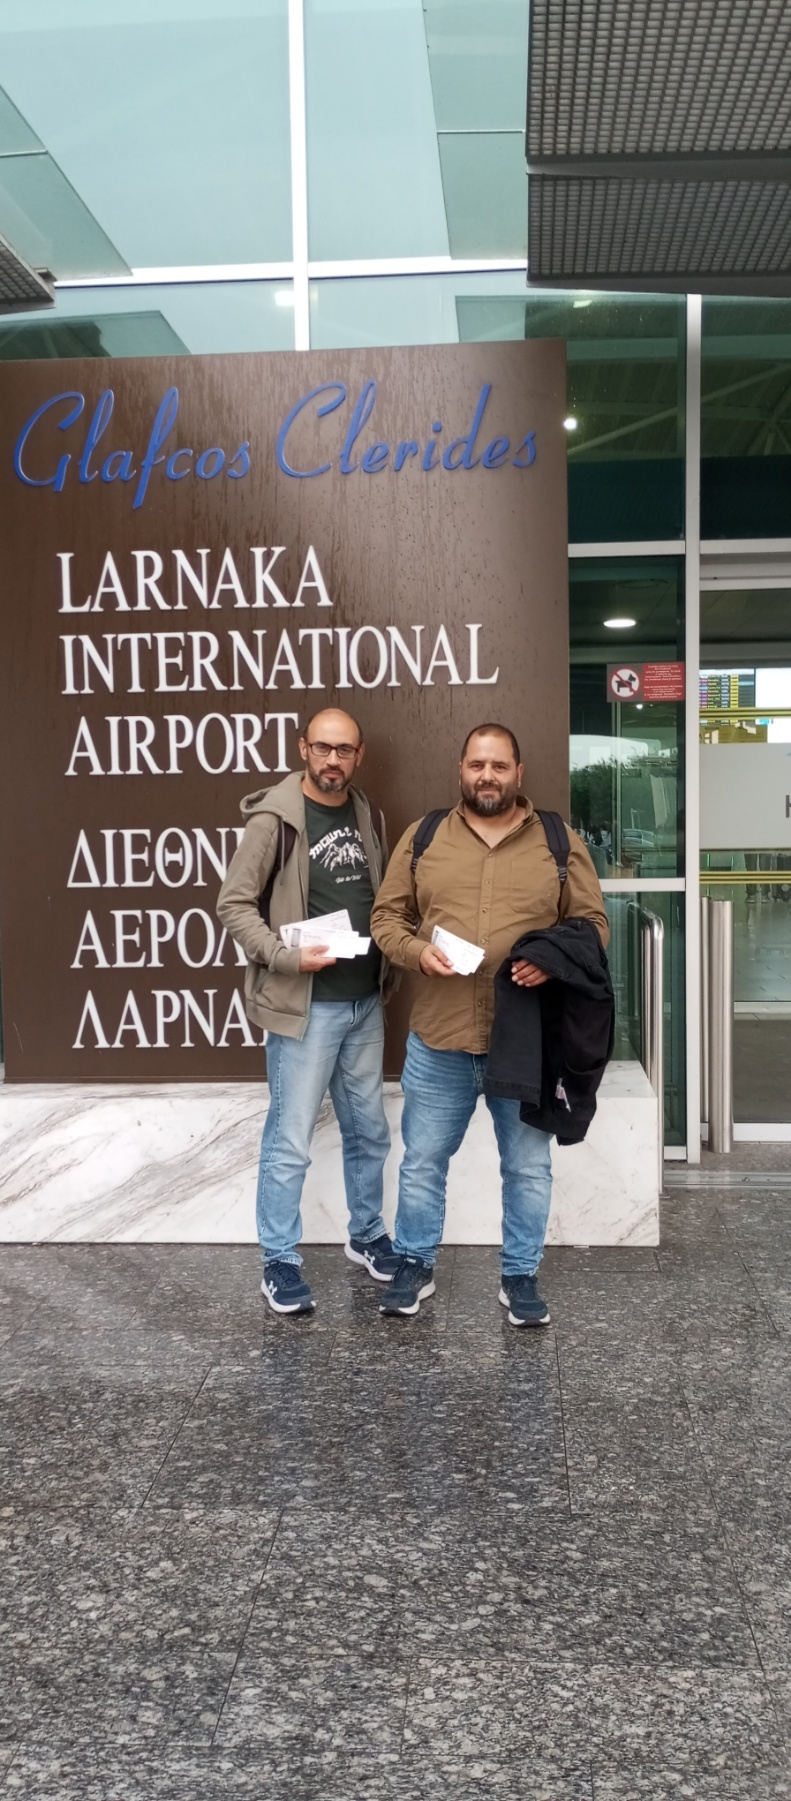 Glafcos Clerides
LARNAKA
INTERNATIONAL
AIRPORT
ΔΙΕΘΝ
ΑΕΡΟΛ
ΛΑΡΝΑ